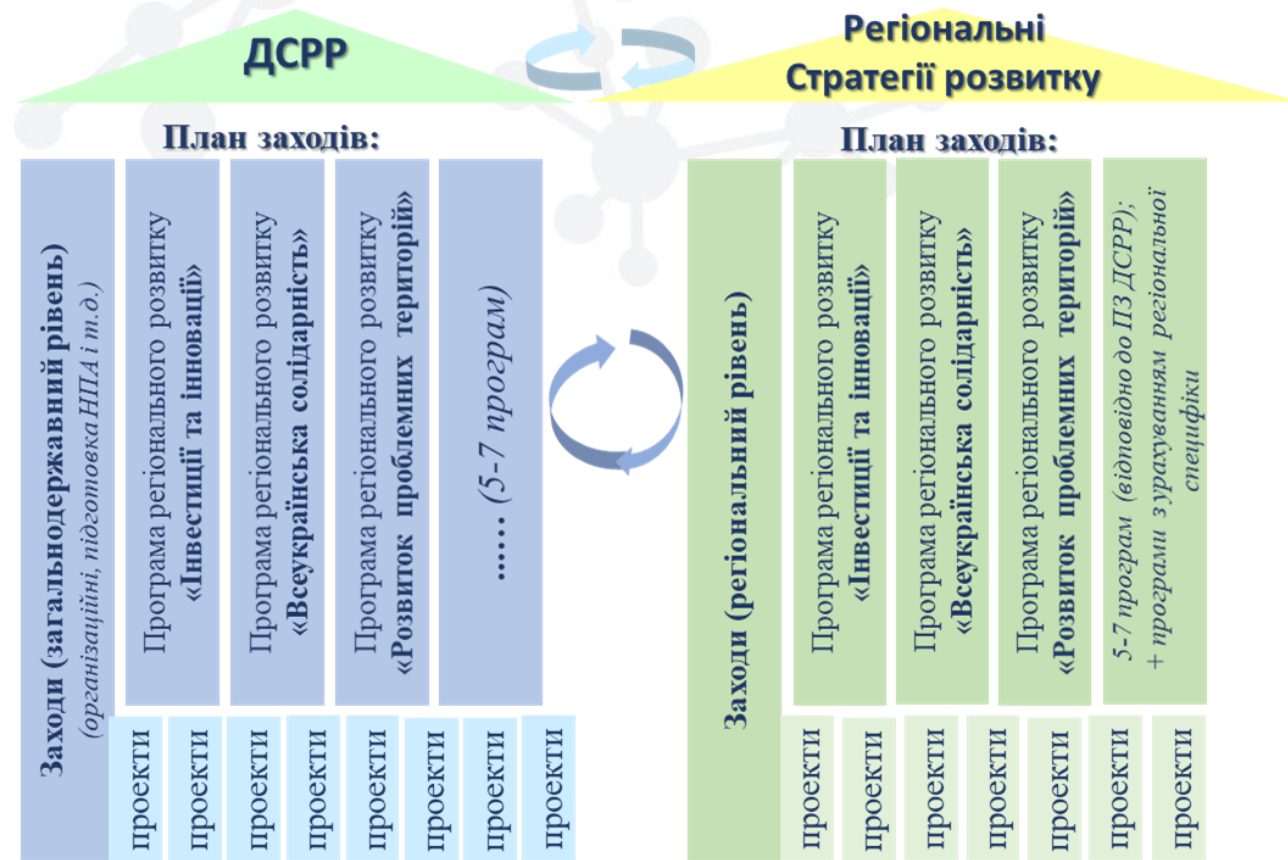 ДСРР
План заходів:
Заходи (загальнодержавний рівень)
(організаційні, підготовка НПА і т.д.)
Програма регіонального розвитку
«Інвестиції та інновації»
Програма регіонального розвитку
«Всеукраїнська солідарність»
Програма регіонального розвитку
«Розвиток проблемних територій»
...... (5-7 програм)
проекти
проекти
проекти
проекти
проекти
проекти
проекти
проекти
Регіональні
Стратегії розвитку
План заходів:
Заходи (регіональний рівень)
Програма регіонального розвитку
«Інвестиції та інновації»
Програма регіонального розвитку
«Всеукраїнська солідарність»
Програма регіонального розвитку
«Розвиток проблемних територій»
5-7 програм (відповідно до ПЗ ДСРР);
+ програми з урахуванням регіональної
специфіки
проекти
проекти
проекти
проекти
проекти
проекти
проекти